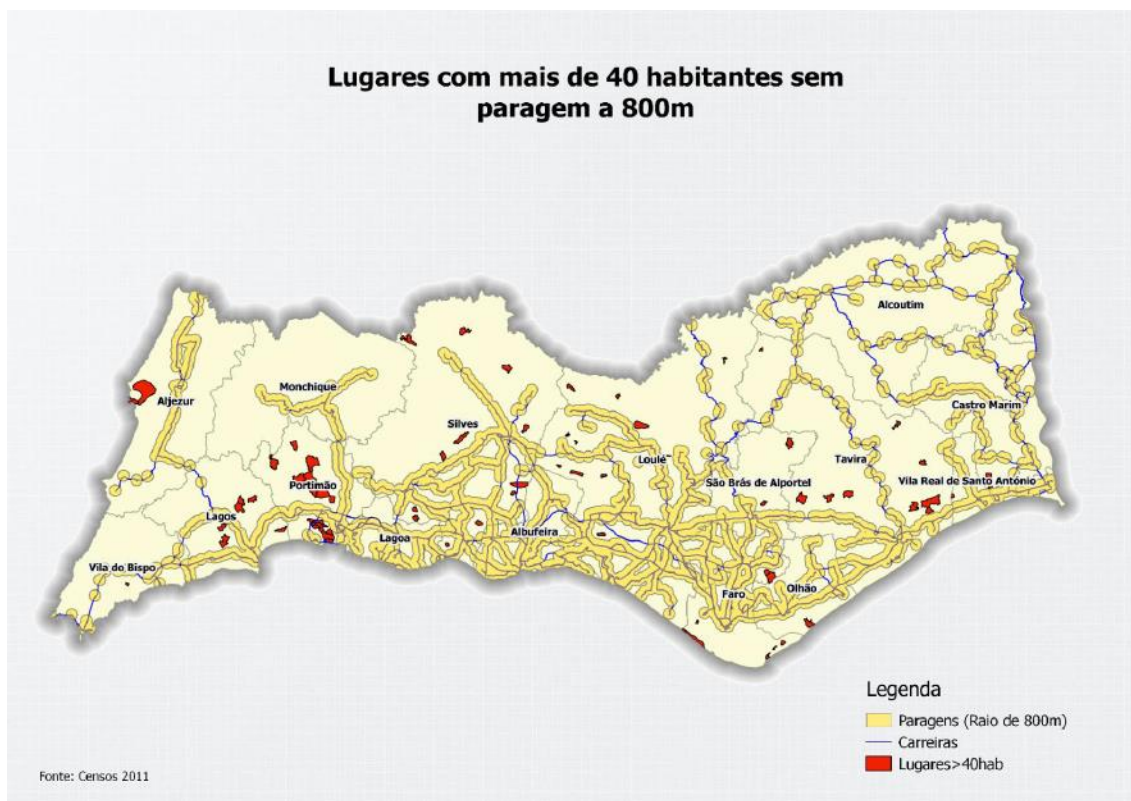 Lugares com mais de 40 habitantes sem
paragem a 800m
Alcoutim
Monchique
Aljezur
Castro Marim
Silves
Loulé
Tavira
Portimão
São Brás de Alportel
Vila Real de Santo António
Lagos
Albufeira
Lagoa
Vila do Bispo
Olhão
Faro
Legenda
Paragens (Raio de 800m)
Carreiras
Lugares>40hab
Fonte: Censos 2011